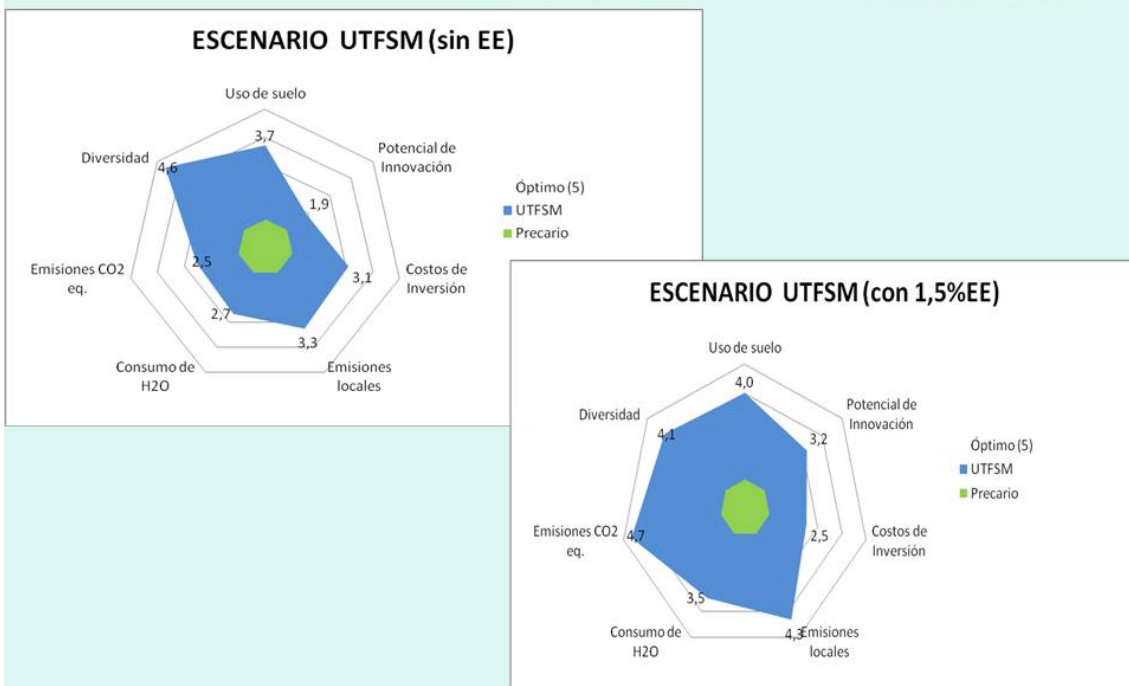 ESCENARIO UTFSM (sin EE)
Uso de suelo
3,7
Potencial de
Innovación
1,9
Costos de
Inversión
3,1
Emisiones
locales
3,3
Consumo de
H2O
2,7
Emisiones CO2
eq.
2,5
Diversidad
4,6
Óptimo (5)
UTFSM
Precario
ESCENARIO UTFSM (con 1,5%EE)
Uso de suelo
4,0
Potencial de
Innovación
3,2
Costos de
Inversión
2,5
Emisiones
locales
4,3
Consumo de
H2O
3,5
Emisiones CO2
eq.
4,7
Diversidad
4,1
Óptimo (5)
UTFSM
Precario